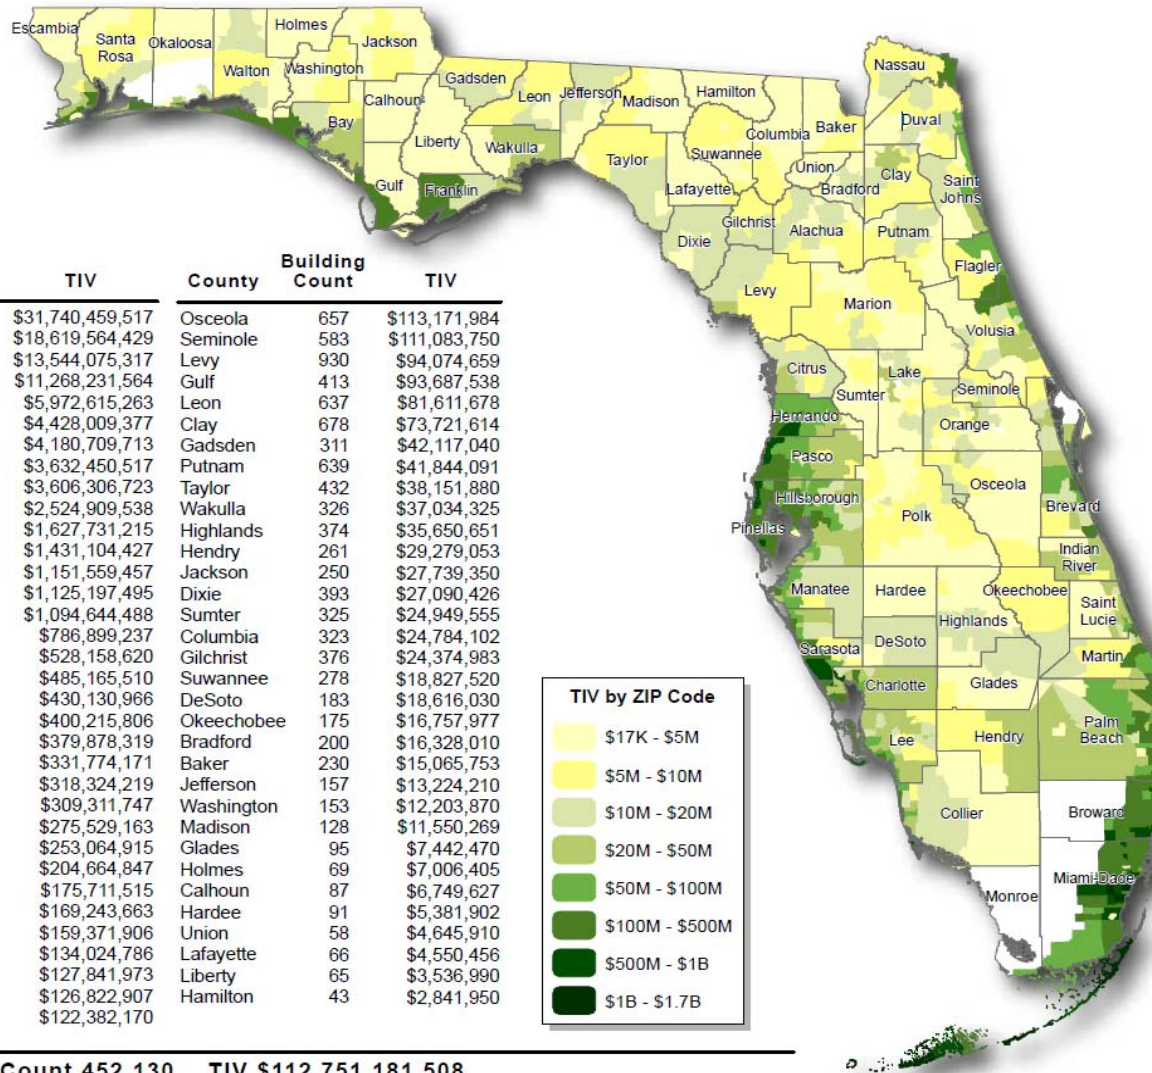 TIV
County Building Count TIV
$31,740,459,517 Osceola 657 $113,171,984
$18,619,564,429 Seminole 583 $111,083,750
$13,544,075,317 Levy 930 $94,074,659
$11,268,231,564 Gulf 413 $93,687,538
$5,972,615,263 Leon 637 $81,611,678
$4,428,009,377 Clay 678 $73,721,614
$4,180,709,713 Gadsden 311 $42,117,040
$3,632,450,517 Putnam 639 $41,844,091
$3,606,306,723 Taylor 432 $38,151,880
$2,524,909,538 Wakulla 326 $37,034,325
$1,627,731,215 Highlands 374 $35,650,651
$1,431,104,427 Hendry 261 $29,279,053
$1,151,559,457 Jackson 250 $27,739,350
$1,125,197,495 Dixie 393 $27,090,426
$1,094,644,488 Sumter 325 $24,949,555
$786,899,237 Columbia 323 $24,784,102
$528,158,620 Gilchrist 376 $24,374,983
$485,165,510 Suwannee 278 $18,827,520
$430,130,966 DeSoto 183 $18,616,030
$400,215,806 Okeechobee 175 $16,757,977
$379,878,319 Bradford 200 $16,328,010
$331,774,171 Baker 230 $15,065,753
$318,324,219 Jefferson 157 $13,224,210
$309,311,747 Washington 153 $12,203,870
$275,529,163 Madison 128 $11,550,269
$253,064,915 Glades 95 $7,442,470
$204,664,847 Holmes 69 $7,006,405
$175,711,515 Calhoun 87 $6,749,627
$169,243,663 Hardee 91 $5,381,902
$159,371,906 Union 58 $4,645,910
$134,024,786 Lafayette 66 $4,550,456
$127,841,973 Liberty 65 $3,536,990
$126,822,907 Hamilton 43 $2,841,950
$122,382,170
Count 452,130 TIV $112,751,181,508
TIV by ZIP Code
$17K - $5M
$5M - $10M
$10M - $20M
$20M - $50M
$50M - $100M
$100M - $500M
$500M - $1B
$1B - $1.7B
Escambia
Santa
Rosa
Okaloosa
Walton
Holmes
Washington
Jackson
Bay
Calhoun
Gulf
Liberty
Franklin
Gadsden
Leon
Wakulla
Jefferson
Madison
Taylor
Hamilton
Suwannee
Lafayette
Dixie
Columbia
Gilchrist
Baker
Union
Bradford
Alachua
Levy
Nassau
Duval
Clay
Saint
Johns
Putnam
Flagler
Marion
Volusia
Citrus
Sumter
Lake
Seminole
Orange
Hernando
Pasco
Hillsborough
Pinellas
Polk
Osceola
Brevard
Indian
River
Manatee
Hardee
Highlands
Okeechobee
Saint
Lucie
Sarasota
DeSoto
Martin
Charlotte
Glades
Lee
Hendry
Palm
Beach
Collier
Broward
Monroe
Miami-Dade